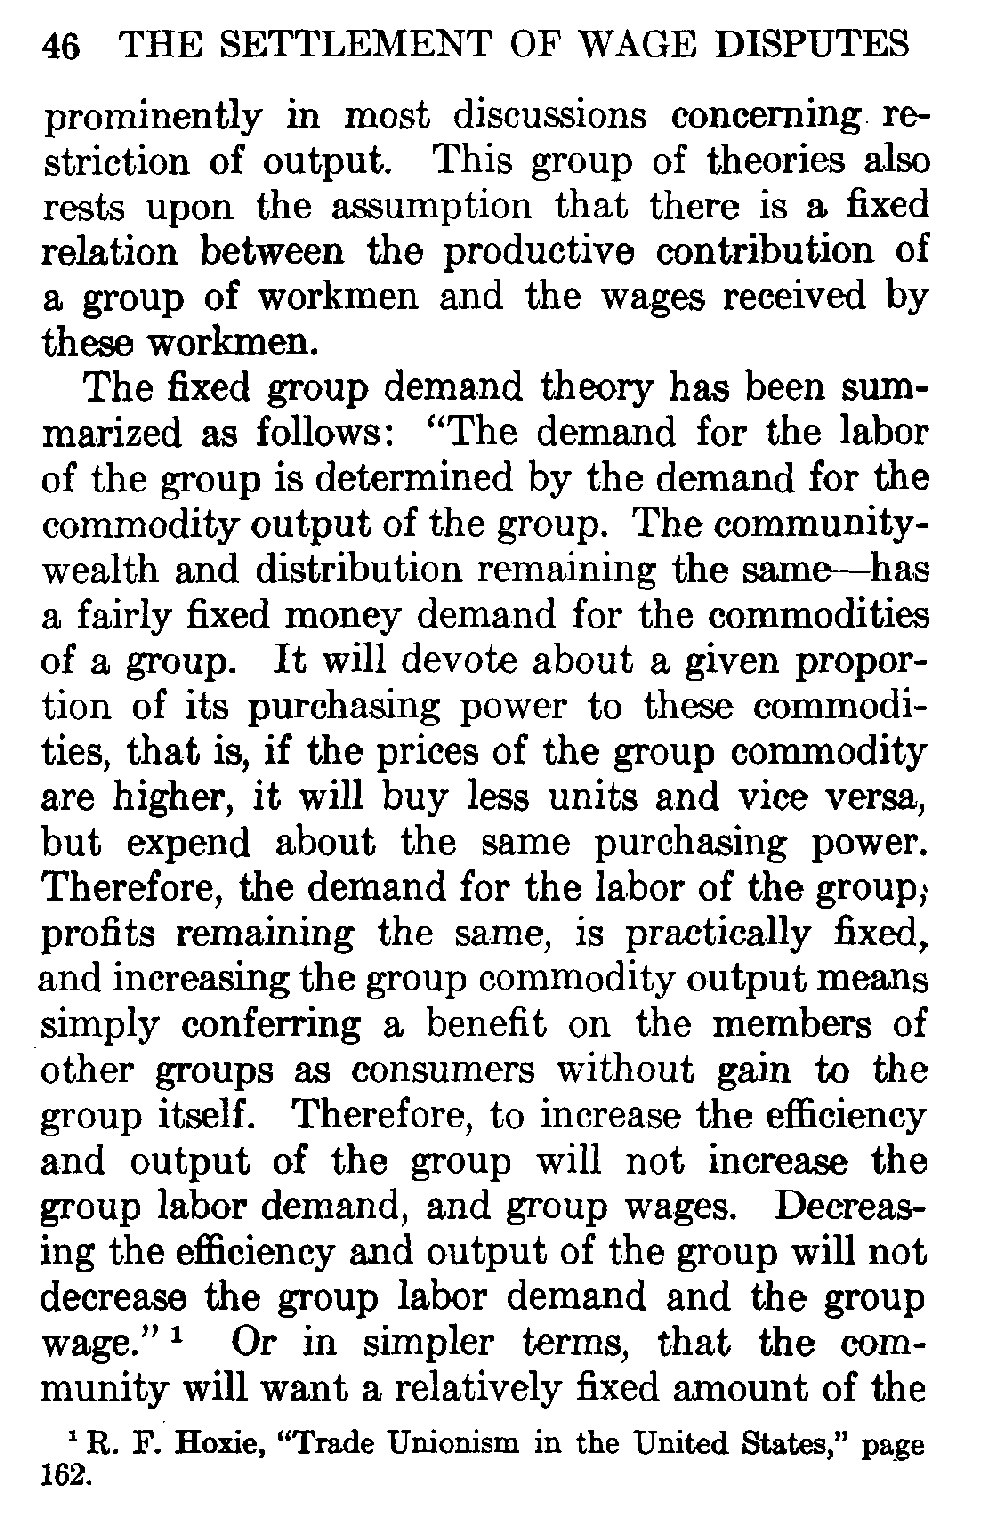 46 THE SETTLEMENT OF WAGE DISPUTES
prominently in most discussions concerning re-
striction of output. This group of theories also
rests upon the assumption that there is a fixed
relation between the productive contribution of
a group of workmen and the wages received by
these workmen.
The fixed group demand theory has been sum-
marized as follows: “The demand for the labor
of the group is determined by the demand for the
commodity output of the group. The community-
wealth and distribution remaining the same—has
a fairly fixed money demand for the commodities
of a group. It will devote about a given propor-
tion of its purchasing power to these commodi-
ties, that is, if the prices of the group commodity
are higher, it will buy less units and vice versa,
but expend about the same purchasing power.
Therefore, the demand for the labor of the group,
profits remaining the same, is practically fixed,
and increasing the group commodity output means
simply conferring a benefit on the members of
other groups as consumers without gain to the
group itself. Therefore, to increase the efficiency
and output of the group will not increase the
group labor demand, and group wages. Decreas-
ing the efficiency and output of the group will not
decrease the group labor demand and the group
wage.” 1 Or in simpler terms, that the com-
munity will want a relatively fixed amount of the
1 R. F. Hoxie, “Trade Unionism in the United States,” page
162.